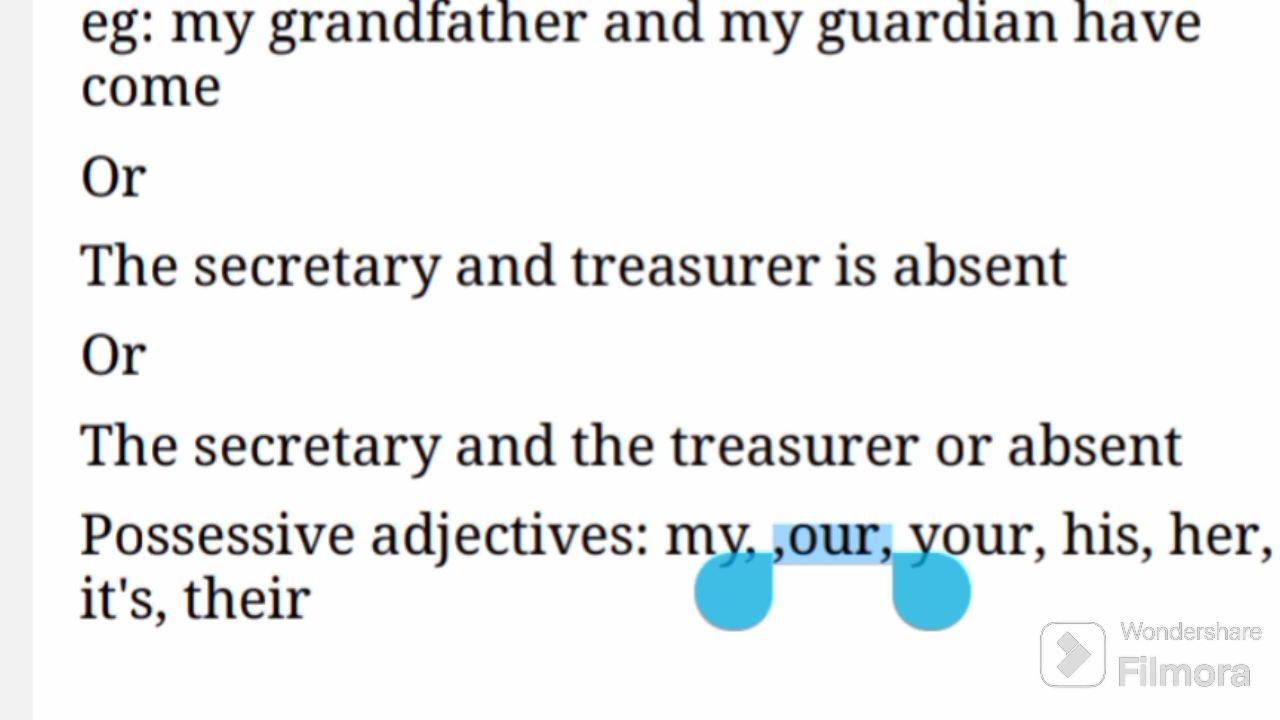 eg: my grandfather and my guardian have
come
Or
The secretary and treasurer is absent
Or
The secretary and the treasurer or absent
Possessive adjectives: my, ,our, your, his, her,
it's, their
Wondershare
Filmora